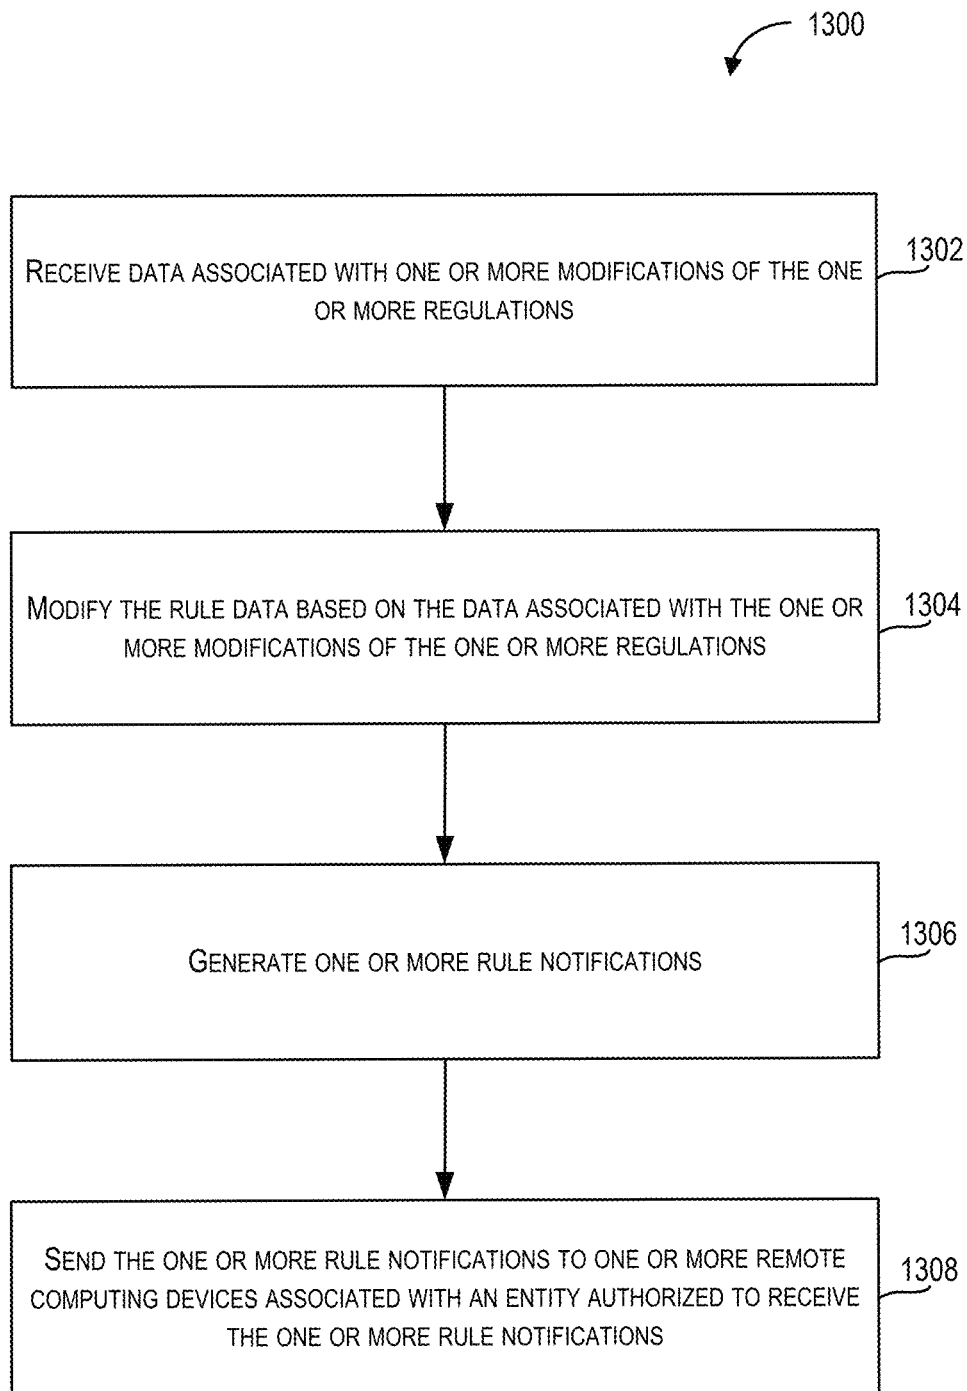 1300
RECEIVE DATA ASSOCIATED WITH ONE OR MORE MODIFICATIONS OF THE ONE
OR MORE REGULATIONS
1302
MODIFY THE RULE DATA BASED ON THE DATA ASSOCIATED WITH THE ONE OR
MORE MODIFICATIONS OF THE ONE OR MORE REGULATIONS
1304
GENERATE ONE OR MORE RULE NOTIFICATIONS
1306
SEND THE ONE OR MORE RULE NOTIFICATIONS TO ONE OR MORE REMOTE
COMPUTING DEVICES ASSOCIATED WITH AN ENTITY AUTHORIZED TO RECEIVE
THE ONE OR MORE RULE NOTIFICATIONS
1308